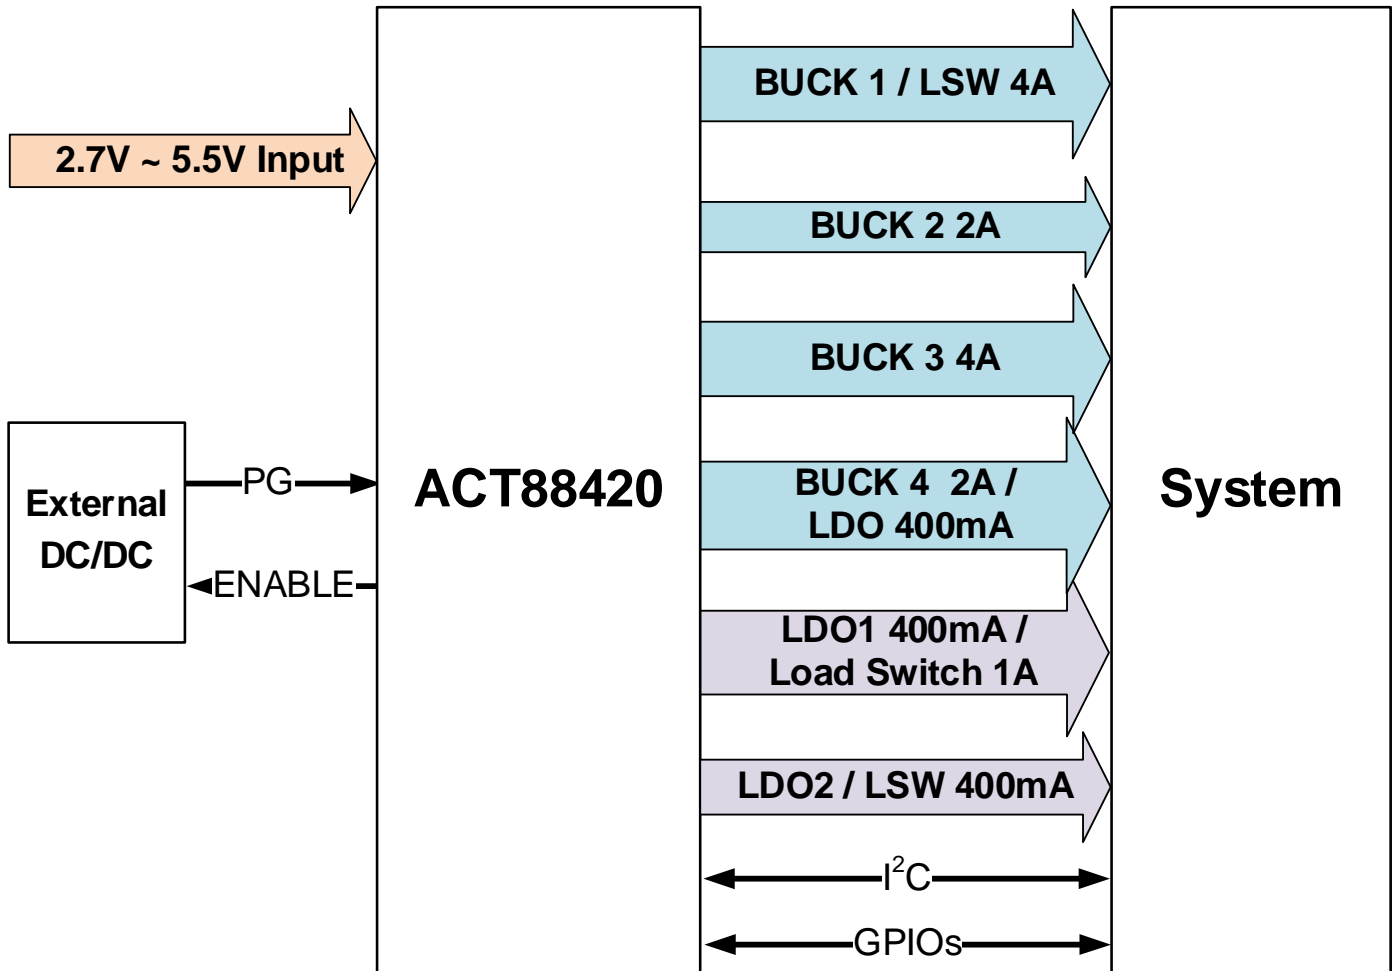 2.7V ~ 5.5V Input
External
DC/DC
PG
ENABLE
ACT88420
BUCK 1 / LSW 4A
BUCK 2 2A
BUCK 3 4A
BUCK 4  2A /
LDO 400mA
LDO1 400mA /
Load Switch 1A
LDO2 / LSW 400mA
I²C
GPIOs
System